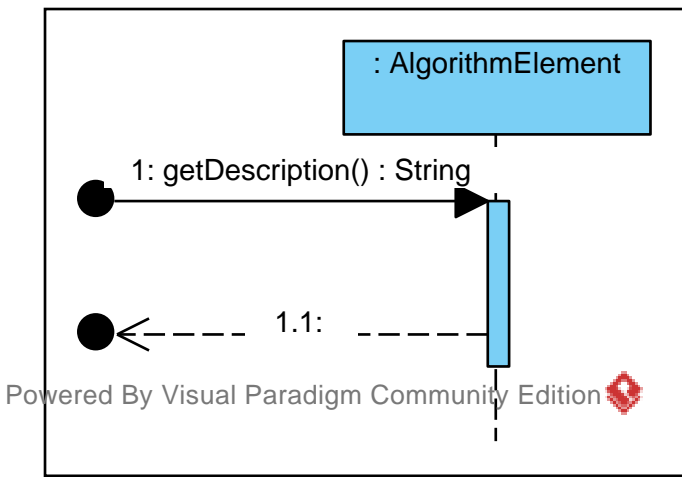 : AlgorithmElement
1: getDescription() : String
1.1:
Powered By Visual Paradigm Community Edition